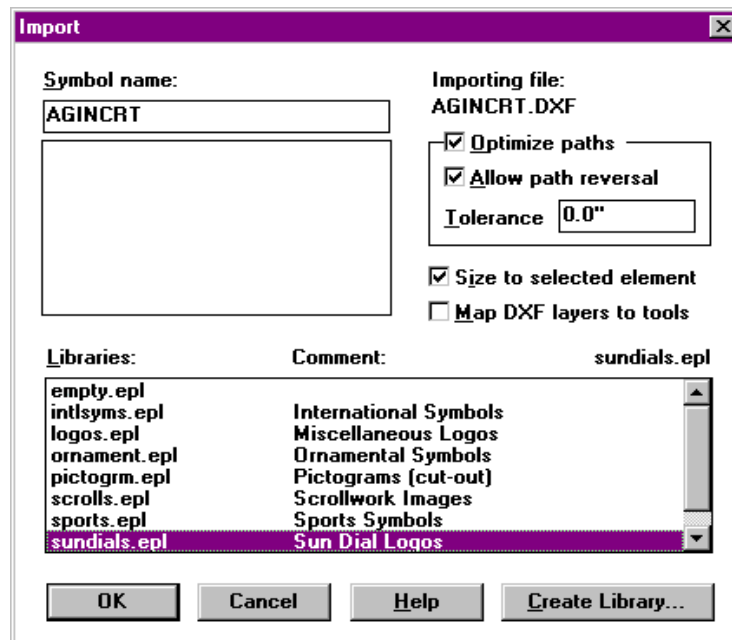 Import
Symbol name:
AGINCRT
Importing file:
AGINCRT.DXF
Optimize paths
Allow path reversal
Tolerance 0.0"
Size to selected element
Map DXF layers to tools
Libraries: Comment: sundials.epl
empty.epl
intlsyms.epl International Symbols
logos.epl Miscellaneous Logos
ornament.epl Ornamental Symbols
pictogrm.epl Pictograms (cut-out)
scrolls.epl Scrollwork Images
sports.epl Sports Symbols
sundials.epl Sun Dial Logos
OK Cancel Help Create Library...